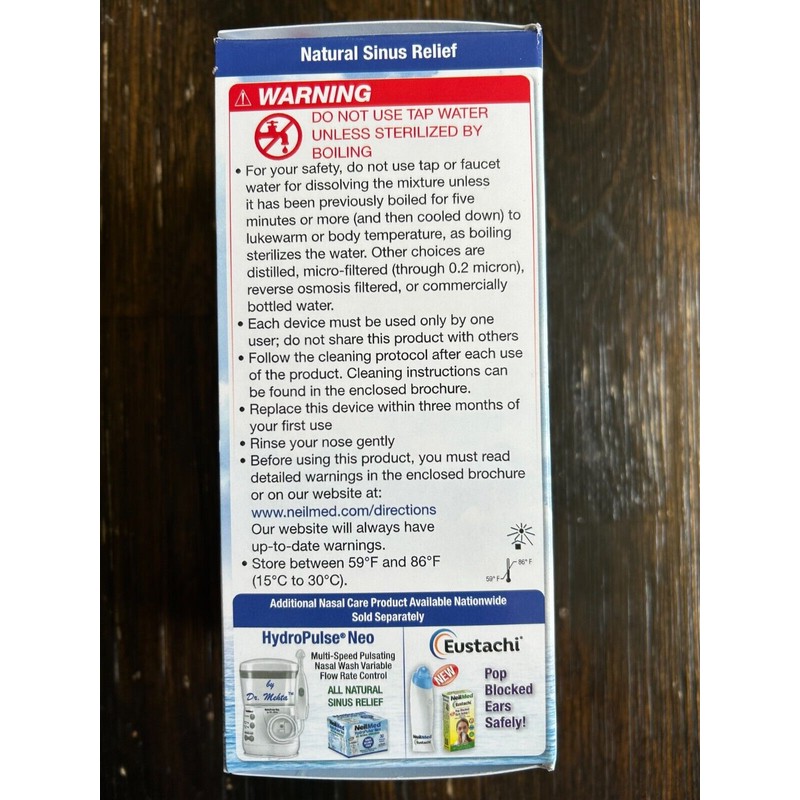 Natural Sinus Relief
WARNING
DO NOT USE TAP WATER
UNLESS STERILIZED BY
BOILING
• For your safety, do not use tap or faucet
water for dissolving the mixture unless
it has been previously boiled for five
minutes or more (and then cooled down) to
lukewarm or body temperature, as boiling
sterilizes the water. Other choices are
distilled, micro-filtered (through 0.2 micron),
reverse osmosis filtered, or commercially
bottled water.
• Each device must be used only by one
user; do not share this product with others
• Follow the cleaning protocol after each use
of the product. Cleaning instructions can
be found in the enclosed brochure.
• Replace this device within three months of
your first use
• Rinse your nose gently
• Before using this product, you must read
detailed warnings in the enclosed brochure
or on our website at:
www.neilmed.com/directions
Our website will always have
up-to-date warnings.
• Store between 59°F and 86°F
(15°C to 30°C).
86° F
59° F
Additional Nasal Care Product Available Nationwide
Sold Separately
HydroPulse® Neo
Multi-Speed Pulsating
Nasal Wash Variable
Flow Rate Control
ALL NATURAL
SINUS RELIEF
by
Dr. Mehta™
NeilMed
Eustachi®
NEW
Pop
Blocked
Ears
Safely!
NeilMed
Eustachi
NeilMed
Eustachi